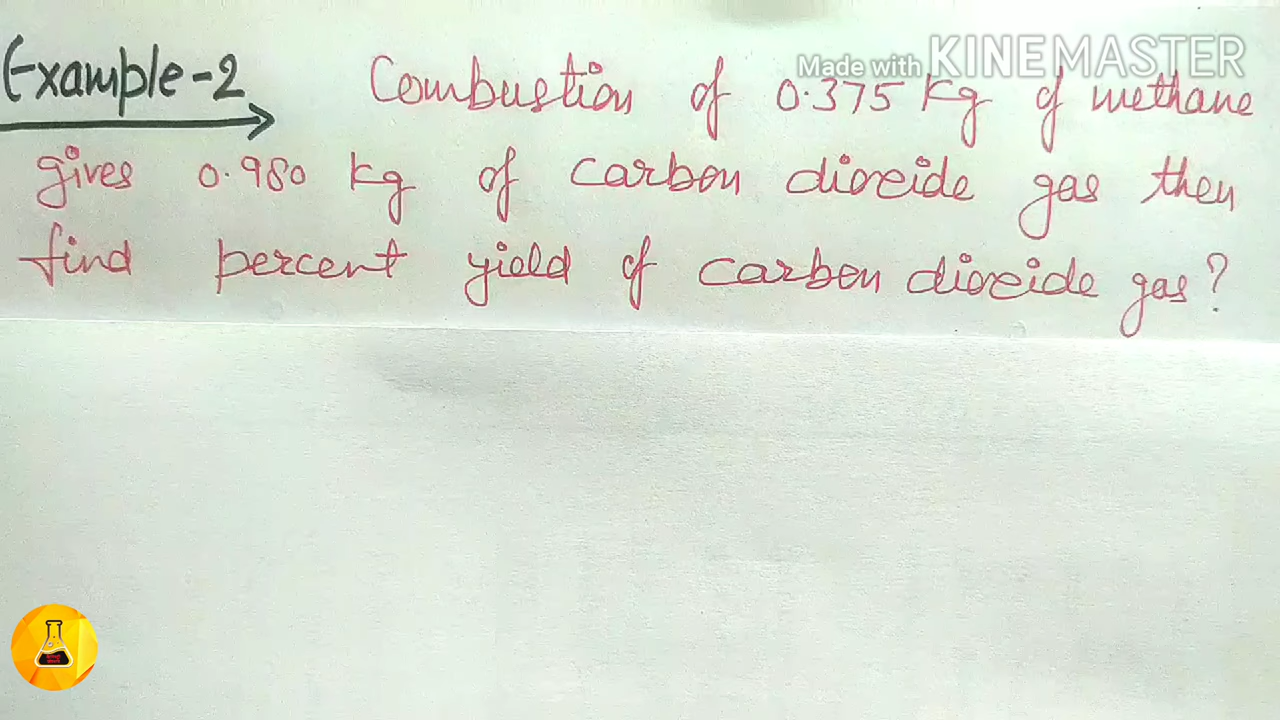 Example-2
Made with KINEMASTER
Combustion of 0.375 Kg of methane
gives 0.980 Kg of carbon dioxide gas then
find percent yield of carbon dioxide gas?